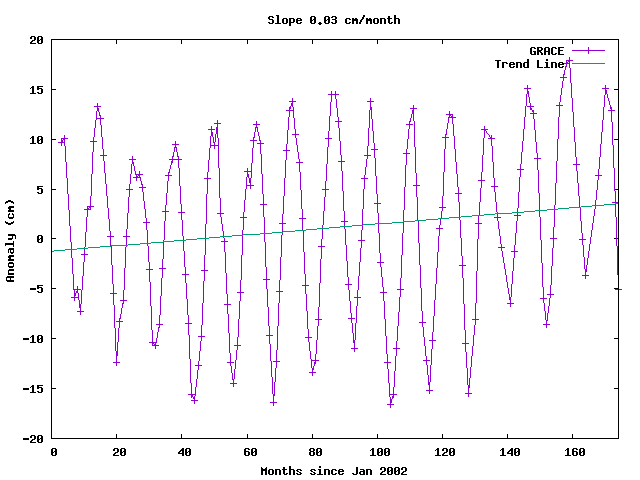 Slope 0.03 cm/month
GRACE
Trend Line
20
15
10
5
0
-5
-10
-15
-20
Anomaly (cm)
0 20 40 60 80 100 120 140 160
Months since Jan 2002